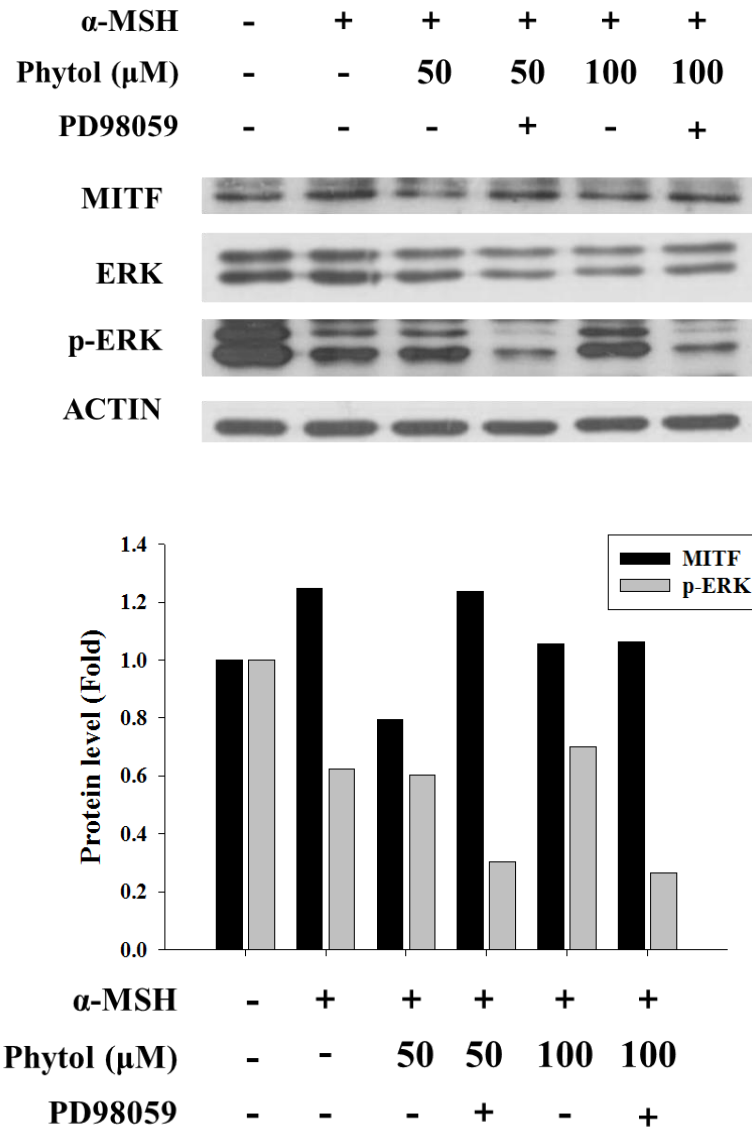 α-MSH - + + + + +
Phytol (μM) - - 50 50 100 100
PD98059 - - - + - +
MITF
ERK
p-ERK
ACTIN
1.4
1.2
1.0
0.8
0.6
0.4
0.2
0.0
Protein level (Fold)
MITF
p-ERK
α-MSH - + + + + +
Phytol (μM) - - 50 50 100 100
PD98059 - - - + - +